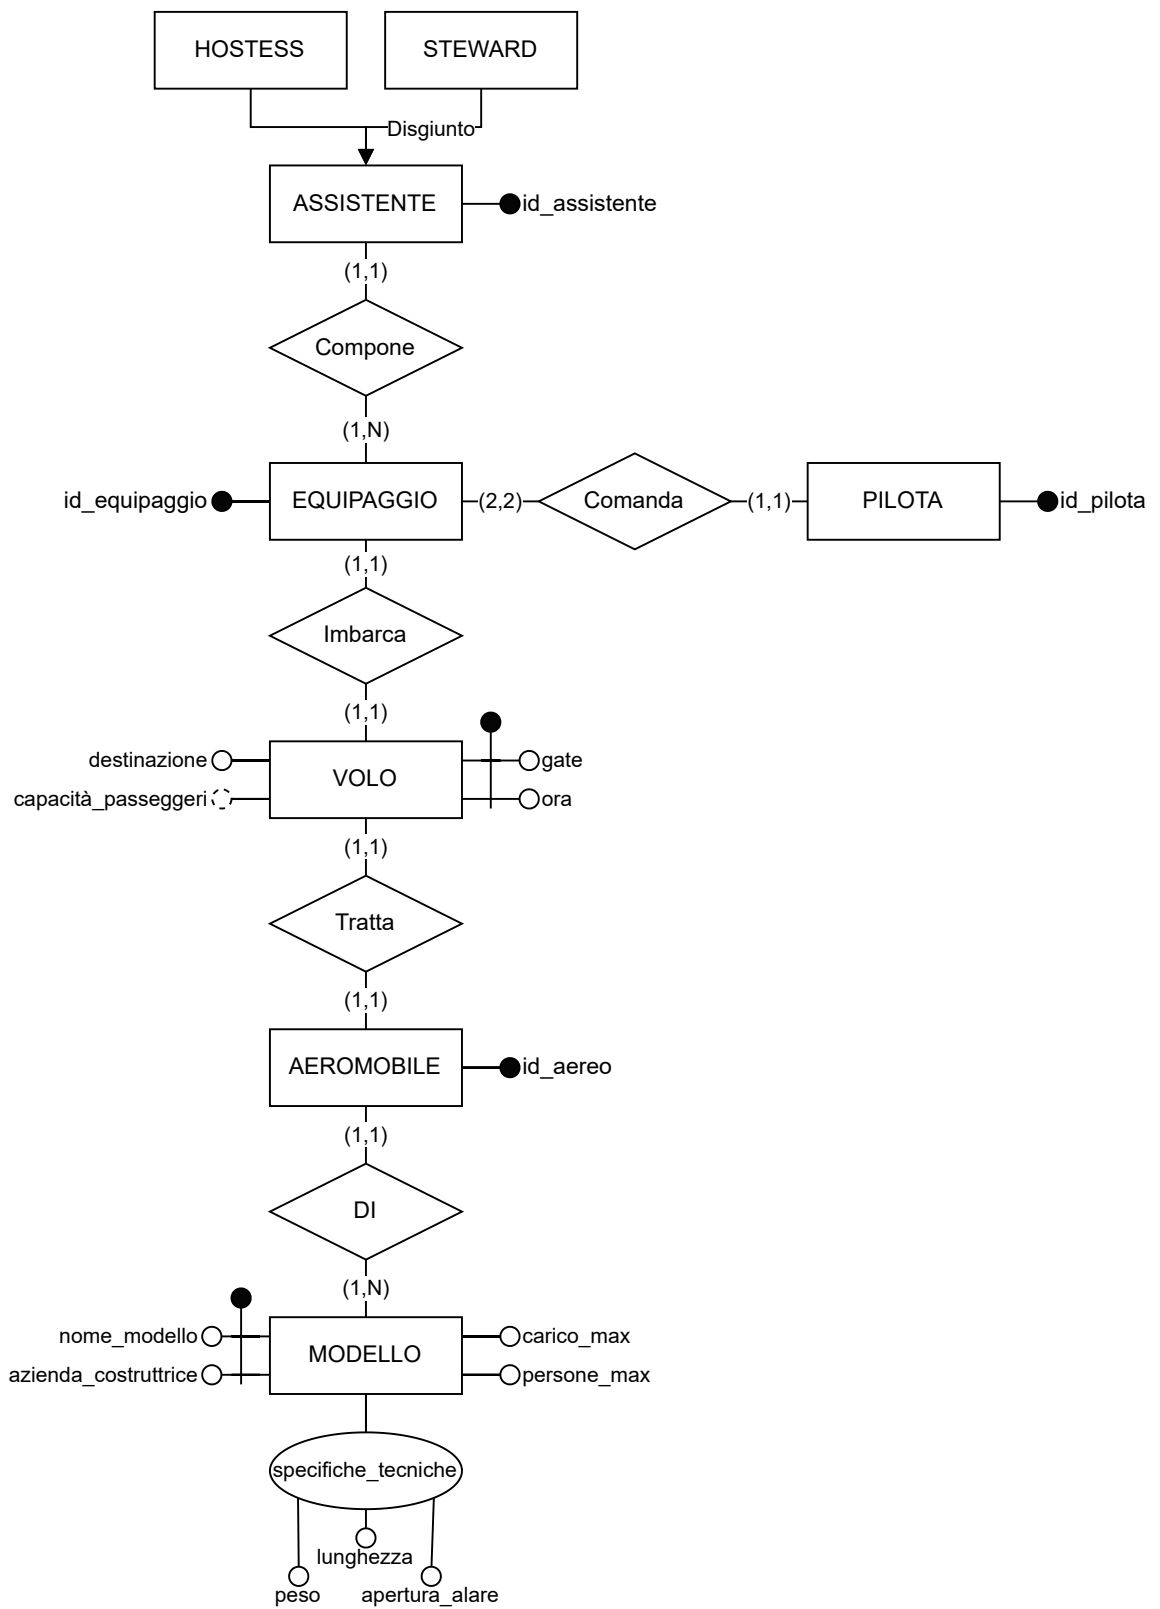 HOSTESS
STEWARD
Disgiunto
ASSISTENTE
id_assistente
(1,1)
Compone
(1,N)
id_equipaggio
EQUIPAGGIO
(2,2)
Comanda
(1,1)
PILOTA
id_pilota
(1,1)
Imbarca
(1,1)
destinazione
VOLO
gate
capacità_passeggeri
ora
(1,1)
Tratta
(1,1)
AEROMOBILE
id_aereo
(1,1)
DI
(1,N)
nome_modello
MODELLO
carico_max
azienda_costruttrice
persone_max
specifiche_tecniche
lunghezza
peso
apertura_alare